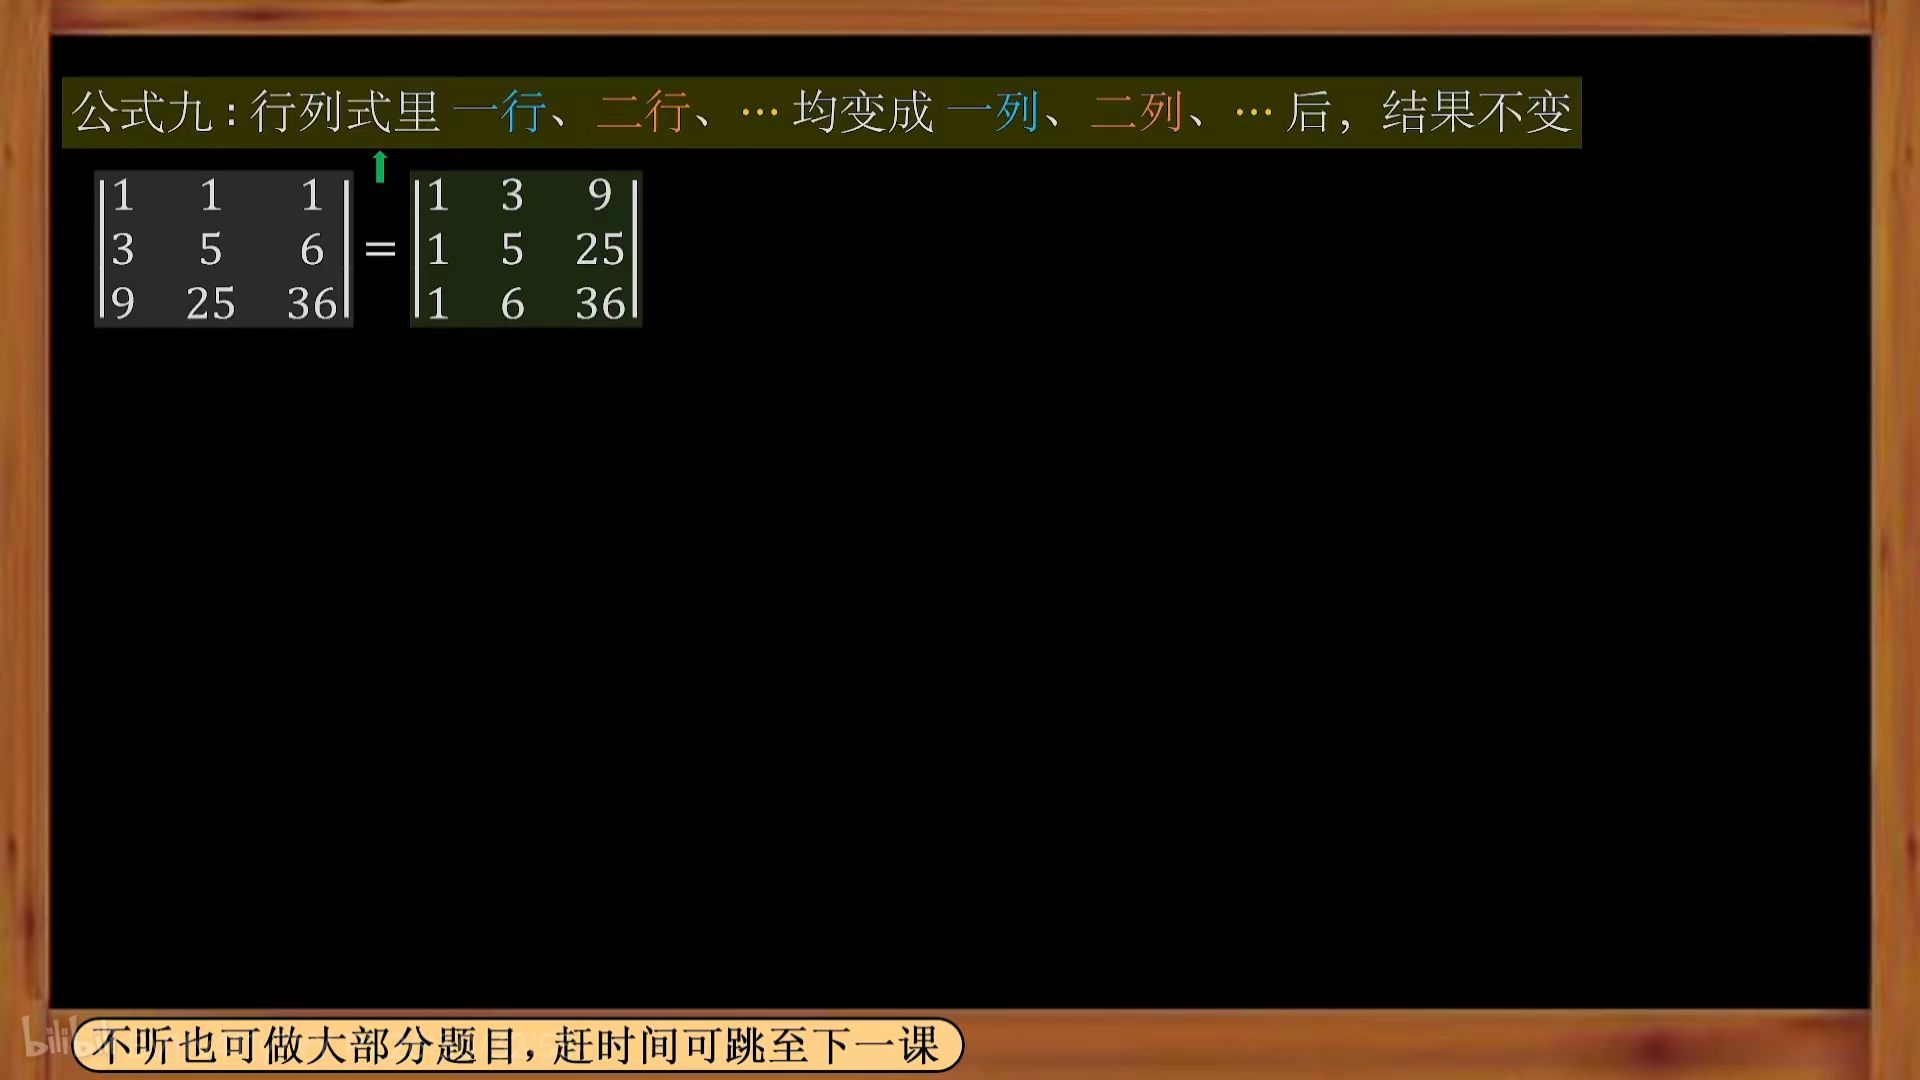 公式九：行列式里 一行、二行、… 均变成 一列、二列、… 后，结果不变
|1 1 1| |1 3 9|
|3 5 6| = |1 5 25|
|9 25 36| |1 6 36|
不听也可做大部分题目，赶时间可跳至下一课